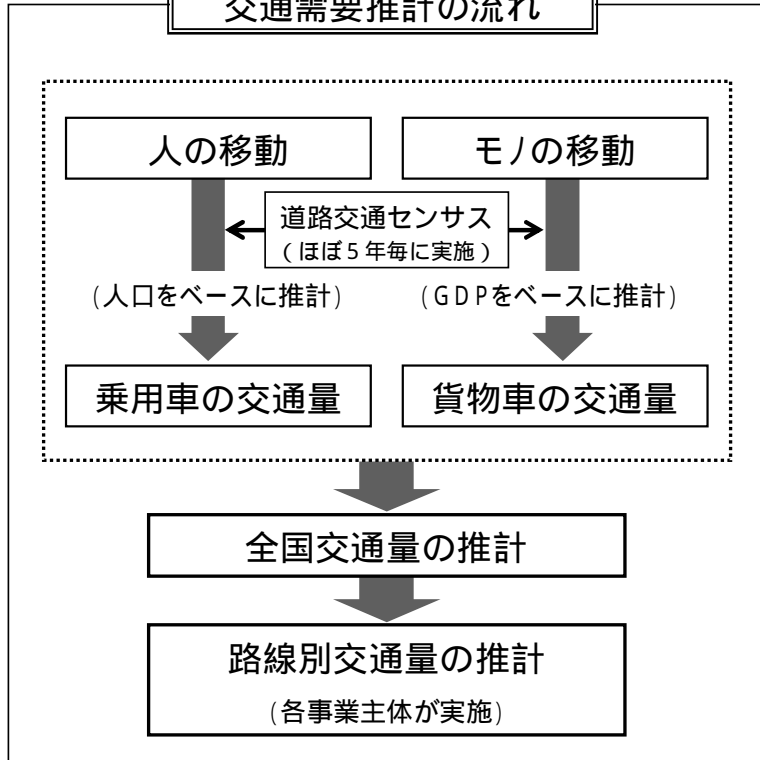 交通需要推計の流れ
人の移動
モノの移動
道路交通センサス
（ほぼ５年毎に実施）
(人口をベースに推計)
(GDPをベースに推計)
乗用車の交通量
貨物車の交通量
全国交通量の推計
路線別交通量の推計
(各事業主体が実施)